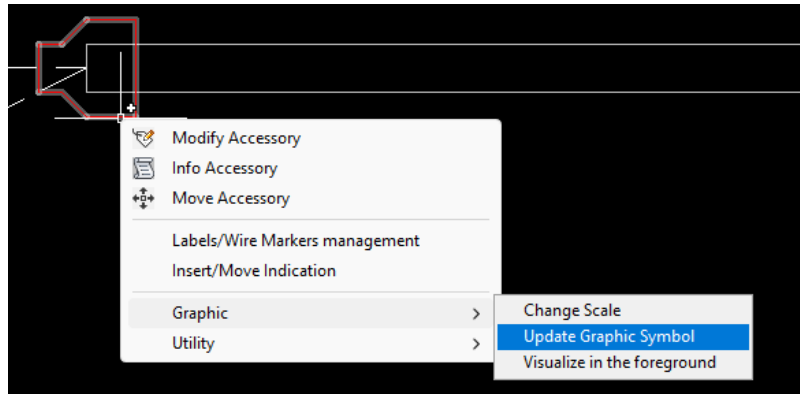 Modify Accessory
Info Accessory
Move Accessory
Labels/Wire Markers management
Insert/Move Indication
Graphic
Utility
Change Scale
Update Graphic Symbol
Visualize in the foreground